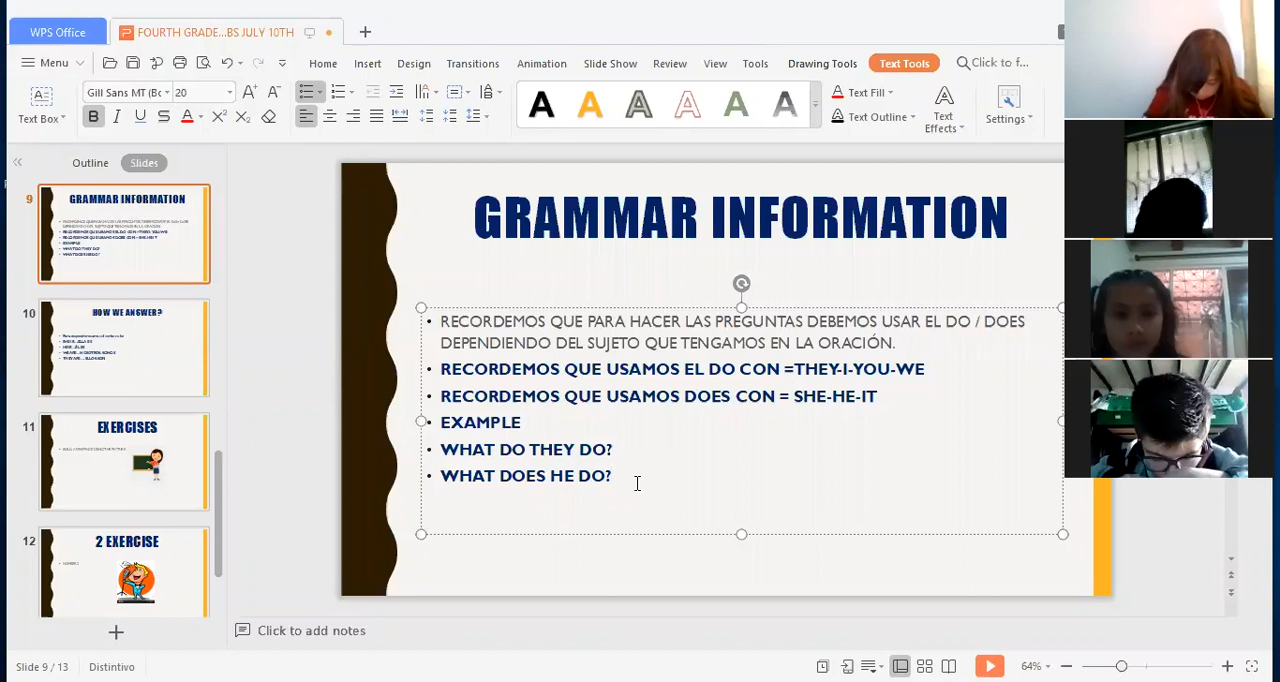 WPS Office
FOURTH GRADE...BS JULY 10TH
Menu
Home Insert Design Transitions Animation Slide Show Review View Tools Drawing Tools Text Tools Click to f...
Text Box
Gill Sans MT (Bc 20
Text Fill
Text Outline
Text Effects
Settings
Outline Slides
9
GRAMMAR INFORMATION
10
HOW WE ANSWER?
11
EXERCISES
12
2 EXERCISE
GRAMMAR INFORMATION
• RECORDEMOS QUE PARA HACER LAS PREGUNTAS DEBEMOS USAR EL DO / DOES
DEPENDIENDO DEL SUJETO QUE TENGAMOS EN LA ORACIÓN.
• RECORDEMOS QUE USAMOS EL DO CON =THEY-I-YOU-WE
• RECORDEMOS QUE USAMOS DOES CON = SHE-HE-IT
• EXAMPLE
• WHAT DO THEY DO?
• WHAT DOES HE DO?
Click to add notes
Slide 9 / 13 Distintivo 64%